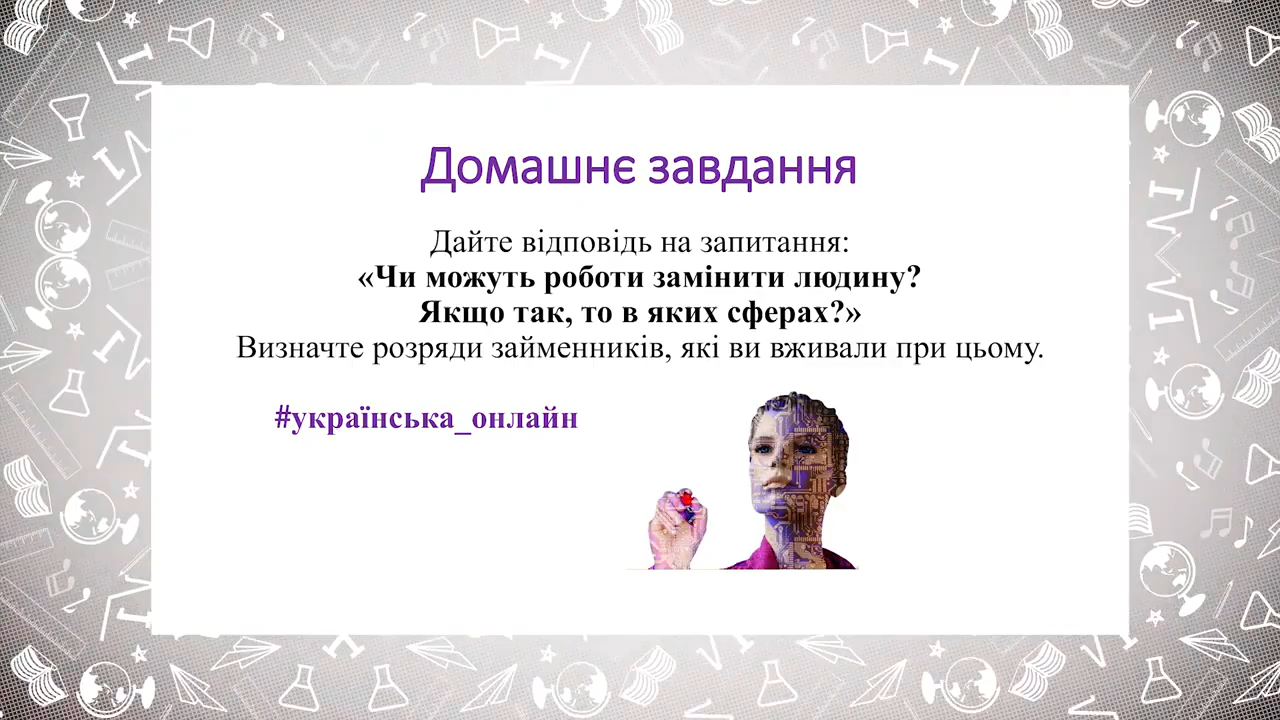 Домашнє завдання
Дайте відповідь на запитання:
«Чи можуть роботи замінити людину?
Якщо так, то в яких сферах?»
Визначте розряди займенників, які ви вживали при цьому.
#українська_онлайн